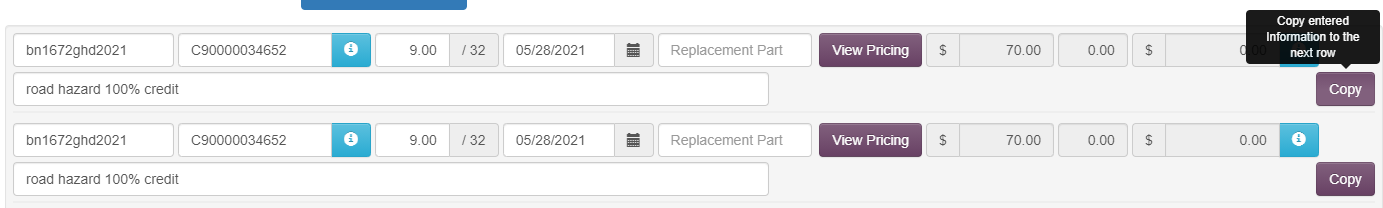 Copy entered
Information to the
next row
bn1672ghd2021 C90000034652 9.00 / 32 05/28/2021 Replacement Part View Pricing $ 70.00 0.00 $ 0.00
road hazard 100% credit Copy
bn1672ghd2021 C90000034652 9.00 / 32 05/28/2021 Replacement Part View Pricing $ 70.00 0.00 $ 0.00
road hazard 100% credit Copy